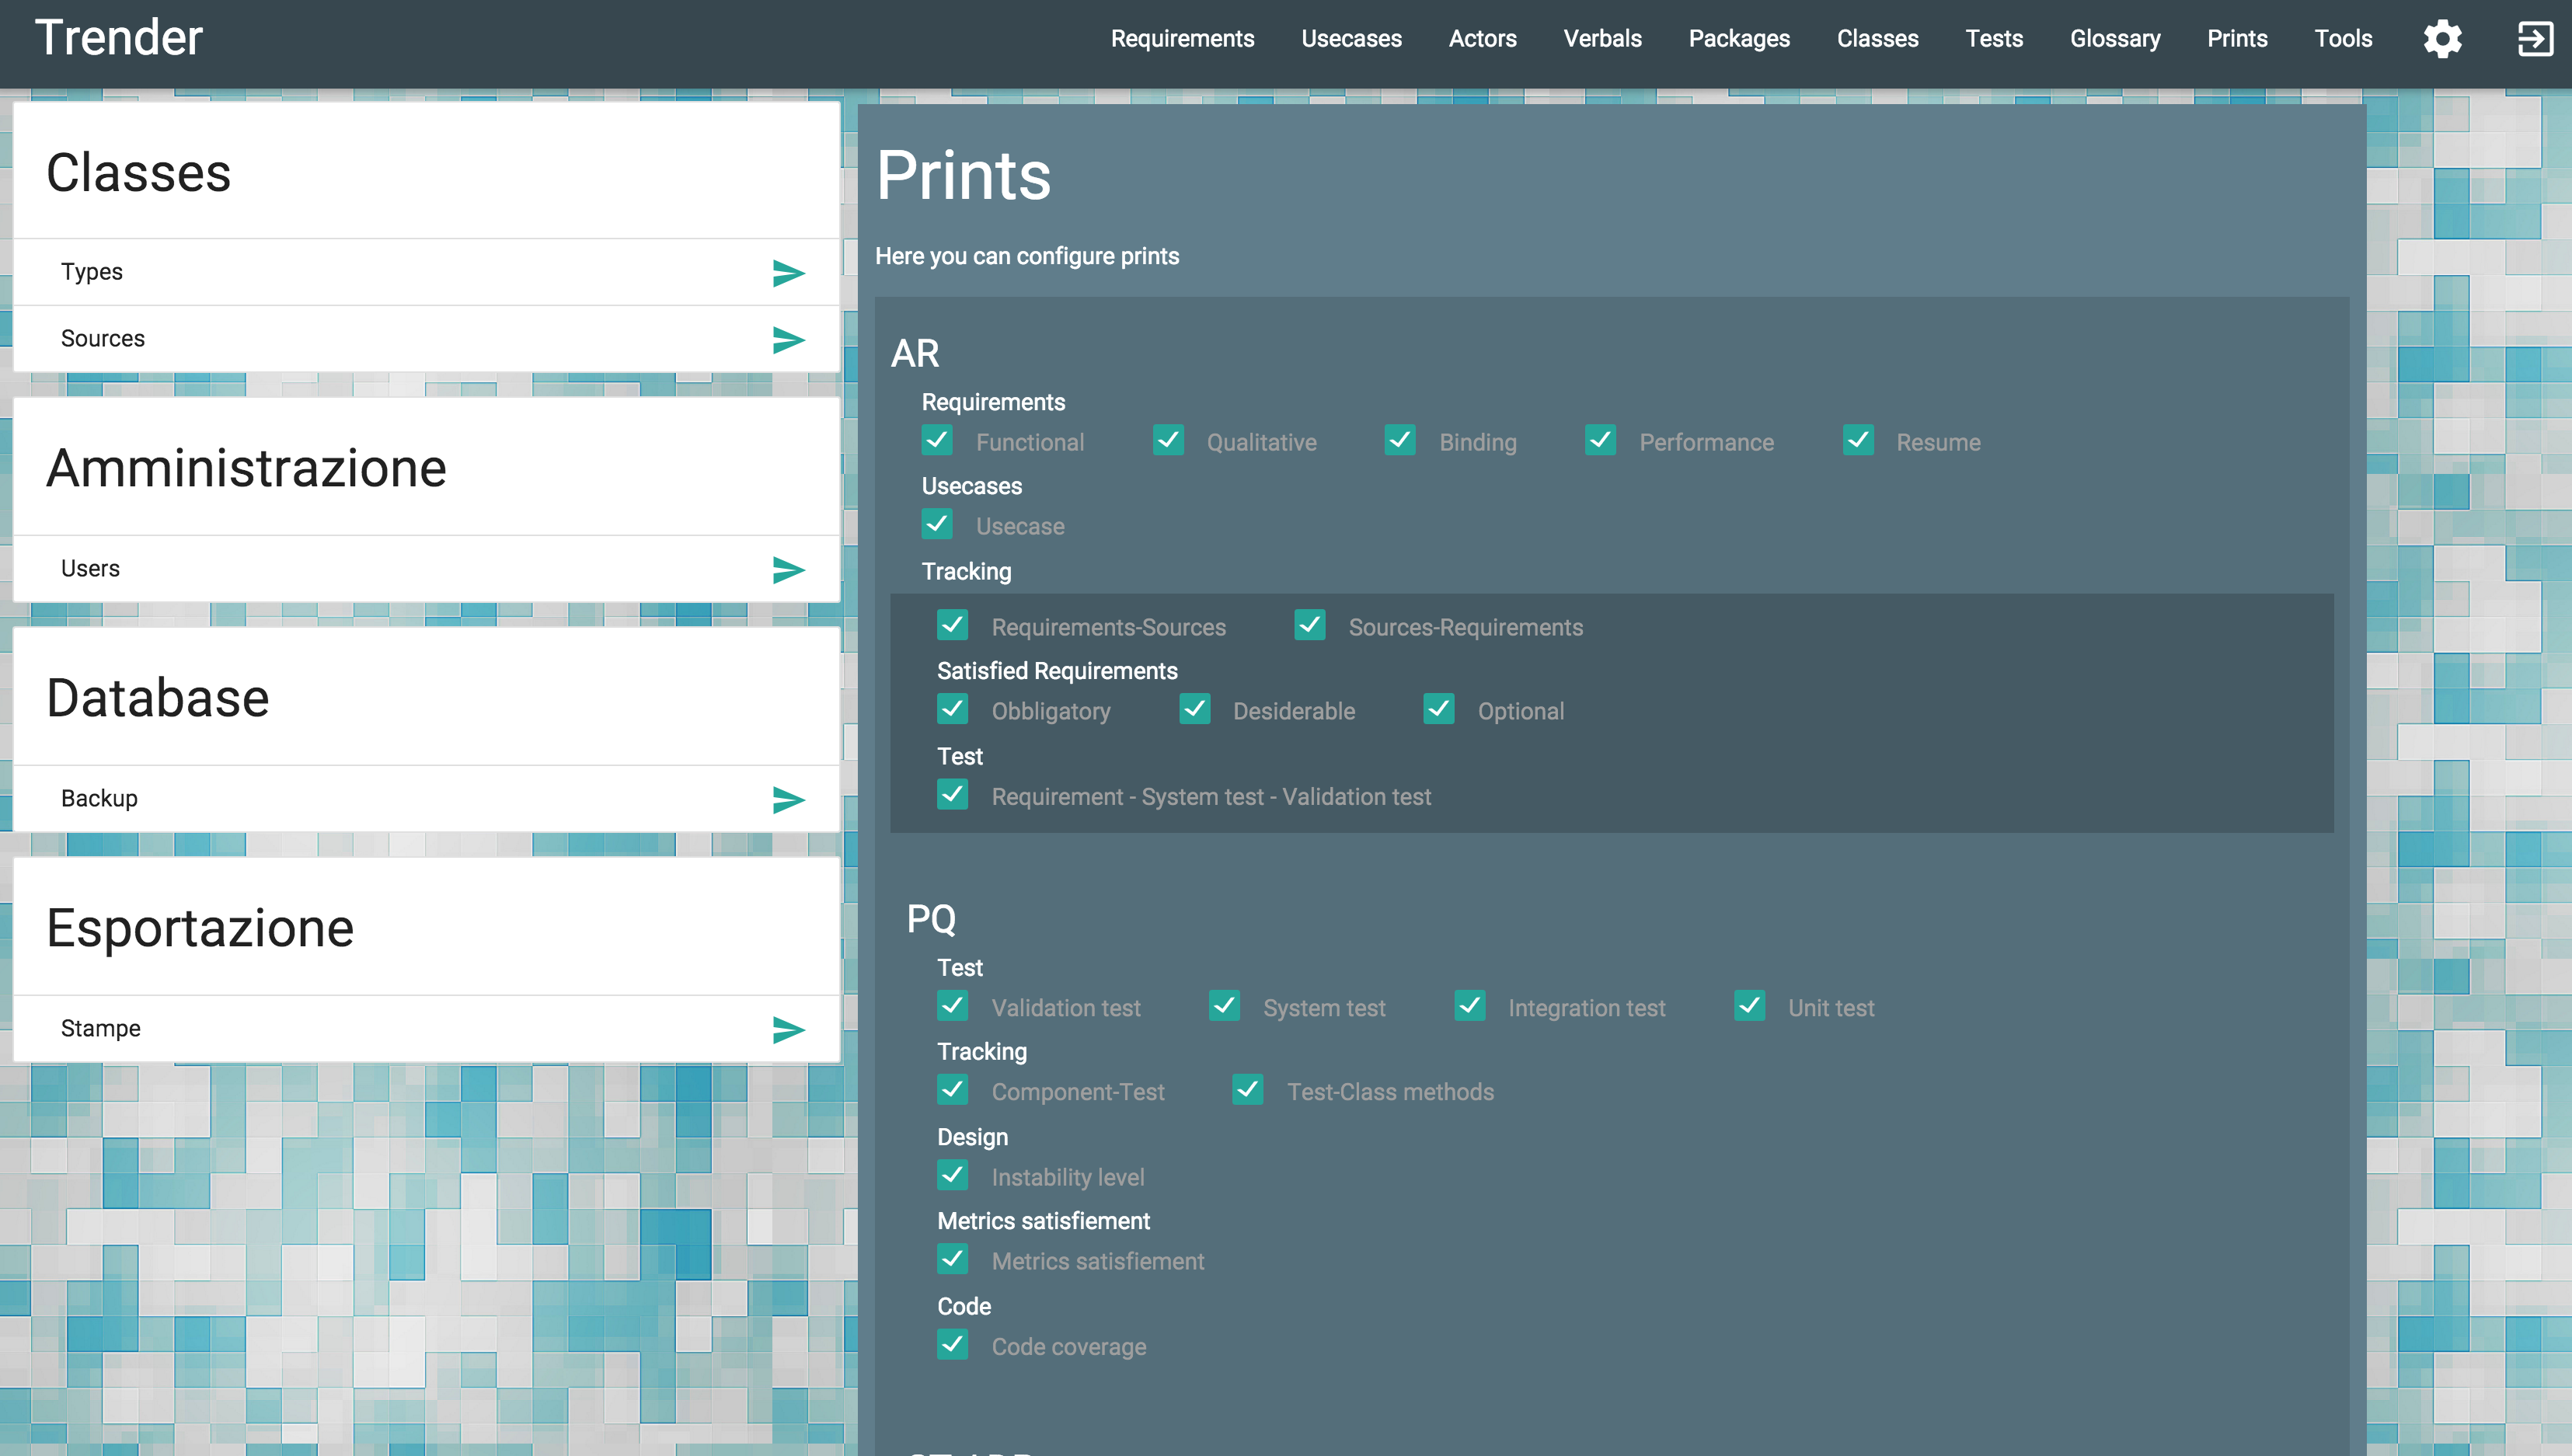 Trender
Requirements Usecases Actors Verbals Packages Classes Tests Glossary Prints Tools
Classes
Types
Sources
Amministrazione
Users
Database
Backup
Esportazione
Stampe
Prints
Here you can configure prints
AR
Requirements
Functional Qualitative Binding Performance Resume
Usecases
Usecase
Tracking
Requirements-Sources Sources-Requirements
Satisfied Requirements
Obbligatory Desiderable Optional
Test
Requirement - System test - Validation test
PQ
Test
Validation test System test Integration test Unit test
Tracking
Component-Test Test-Class methods
Design
Instability level
Metrics satisfiement
Metrics satisfiement
Code
Code coverage